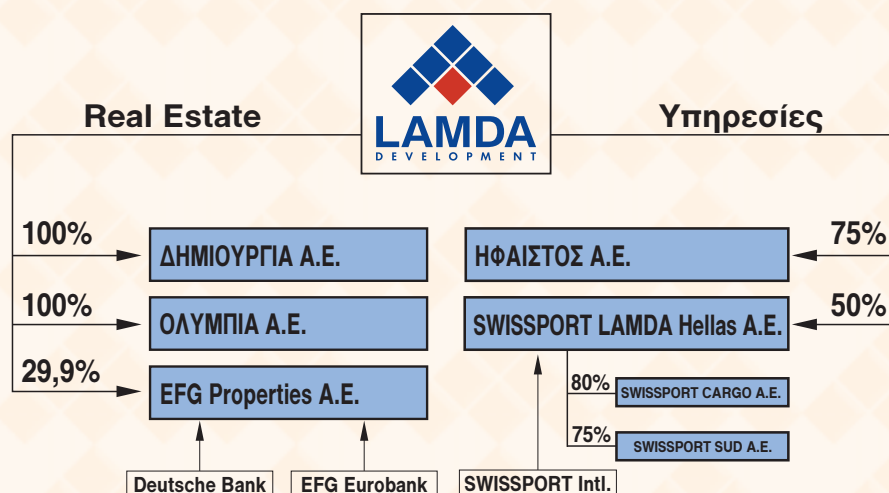 LAMDA
DEVELOPMENT
Real Estate
Υπηρεσίες
100%
ΔΗΜΙΟΥΡΓΙΑ Α.Ε.
100%
ΟΛΥΜΠΙΑ Α.Ε.
29,9%
EFG Properties A.E.
Deutsche Bank
EFG Eurobank
75%
ΗΦΑΙΣΤΟΣ Α.Ε.
50%
SWISSPORT LAMDA Hellas A.E.
80%
SWISSPORT CARGO A.E.
75%
SWISSPORT SUD A.E.
SWISSPORT Intl.